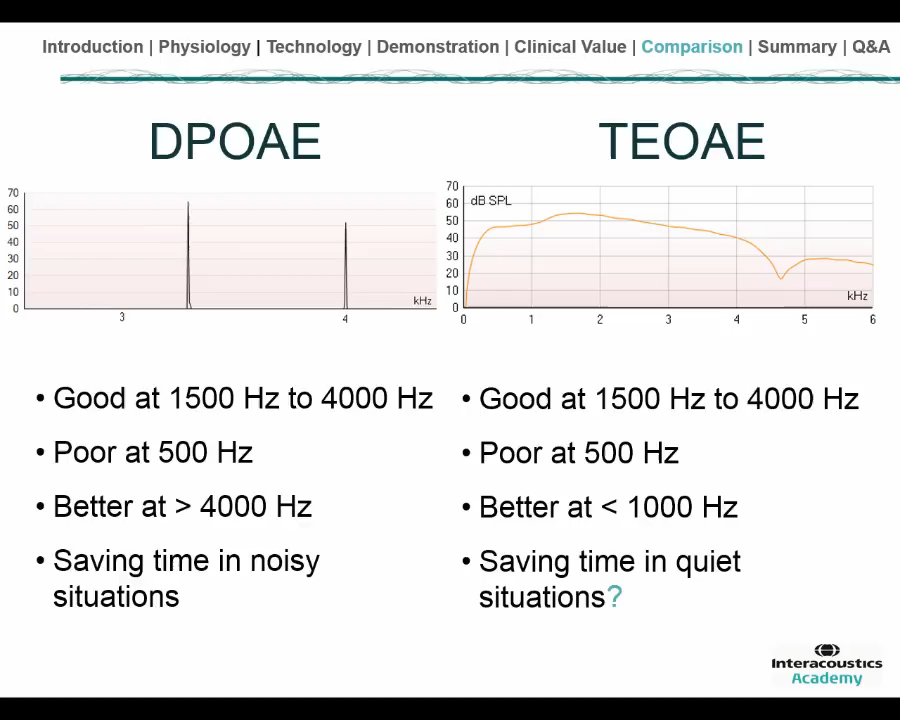 Introduction | Physiology | Technology | Demonstration | Clinical Value | Comparison | Summary | Q&A
DPOAE
70
60
50
40
30
20
10
0
kHz
3
4
• Good at 1500 Hz to 4000 Hz
• Poor at 500 Hz
• Better at > 4000 Hz
• Saving time in noisy
situations
TEOAE
70
60
50
40
30
20
10
0
dB SPL
kHz
0 1 2 3 4 5 6
• Good at 1500 Hz to 4000 Hz
• Poor at 500 Hz
• Better at < 1000 Hz
• Saving time in quiet
situations?
Interacoustics
Academy